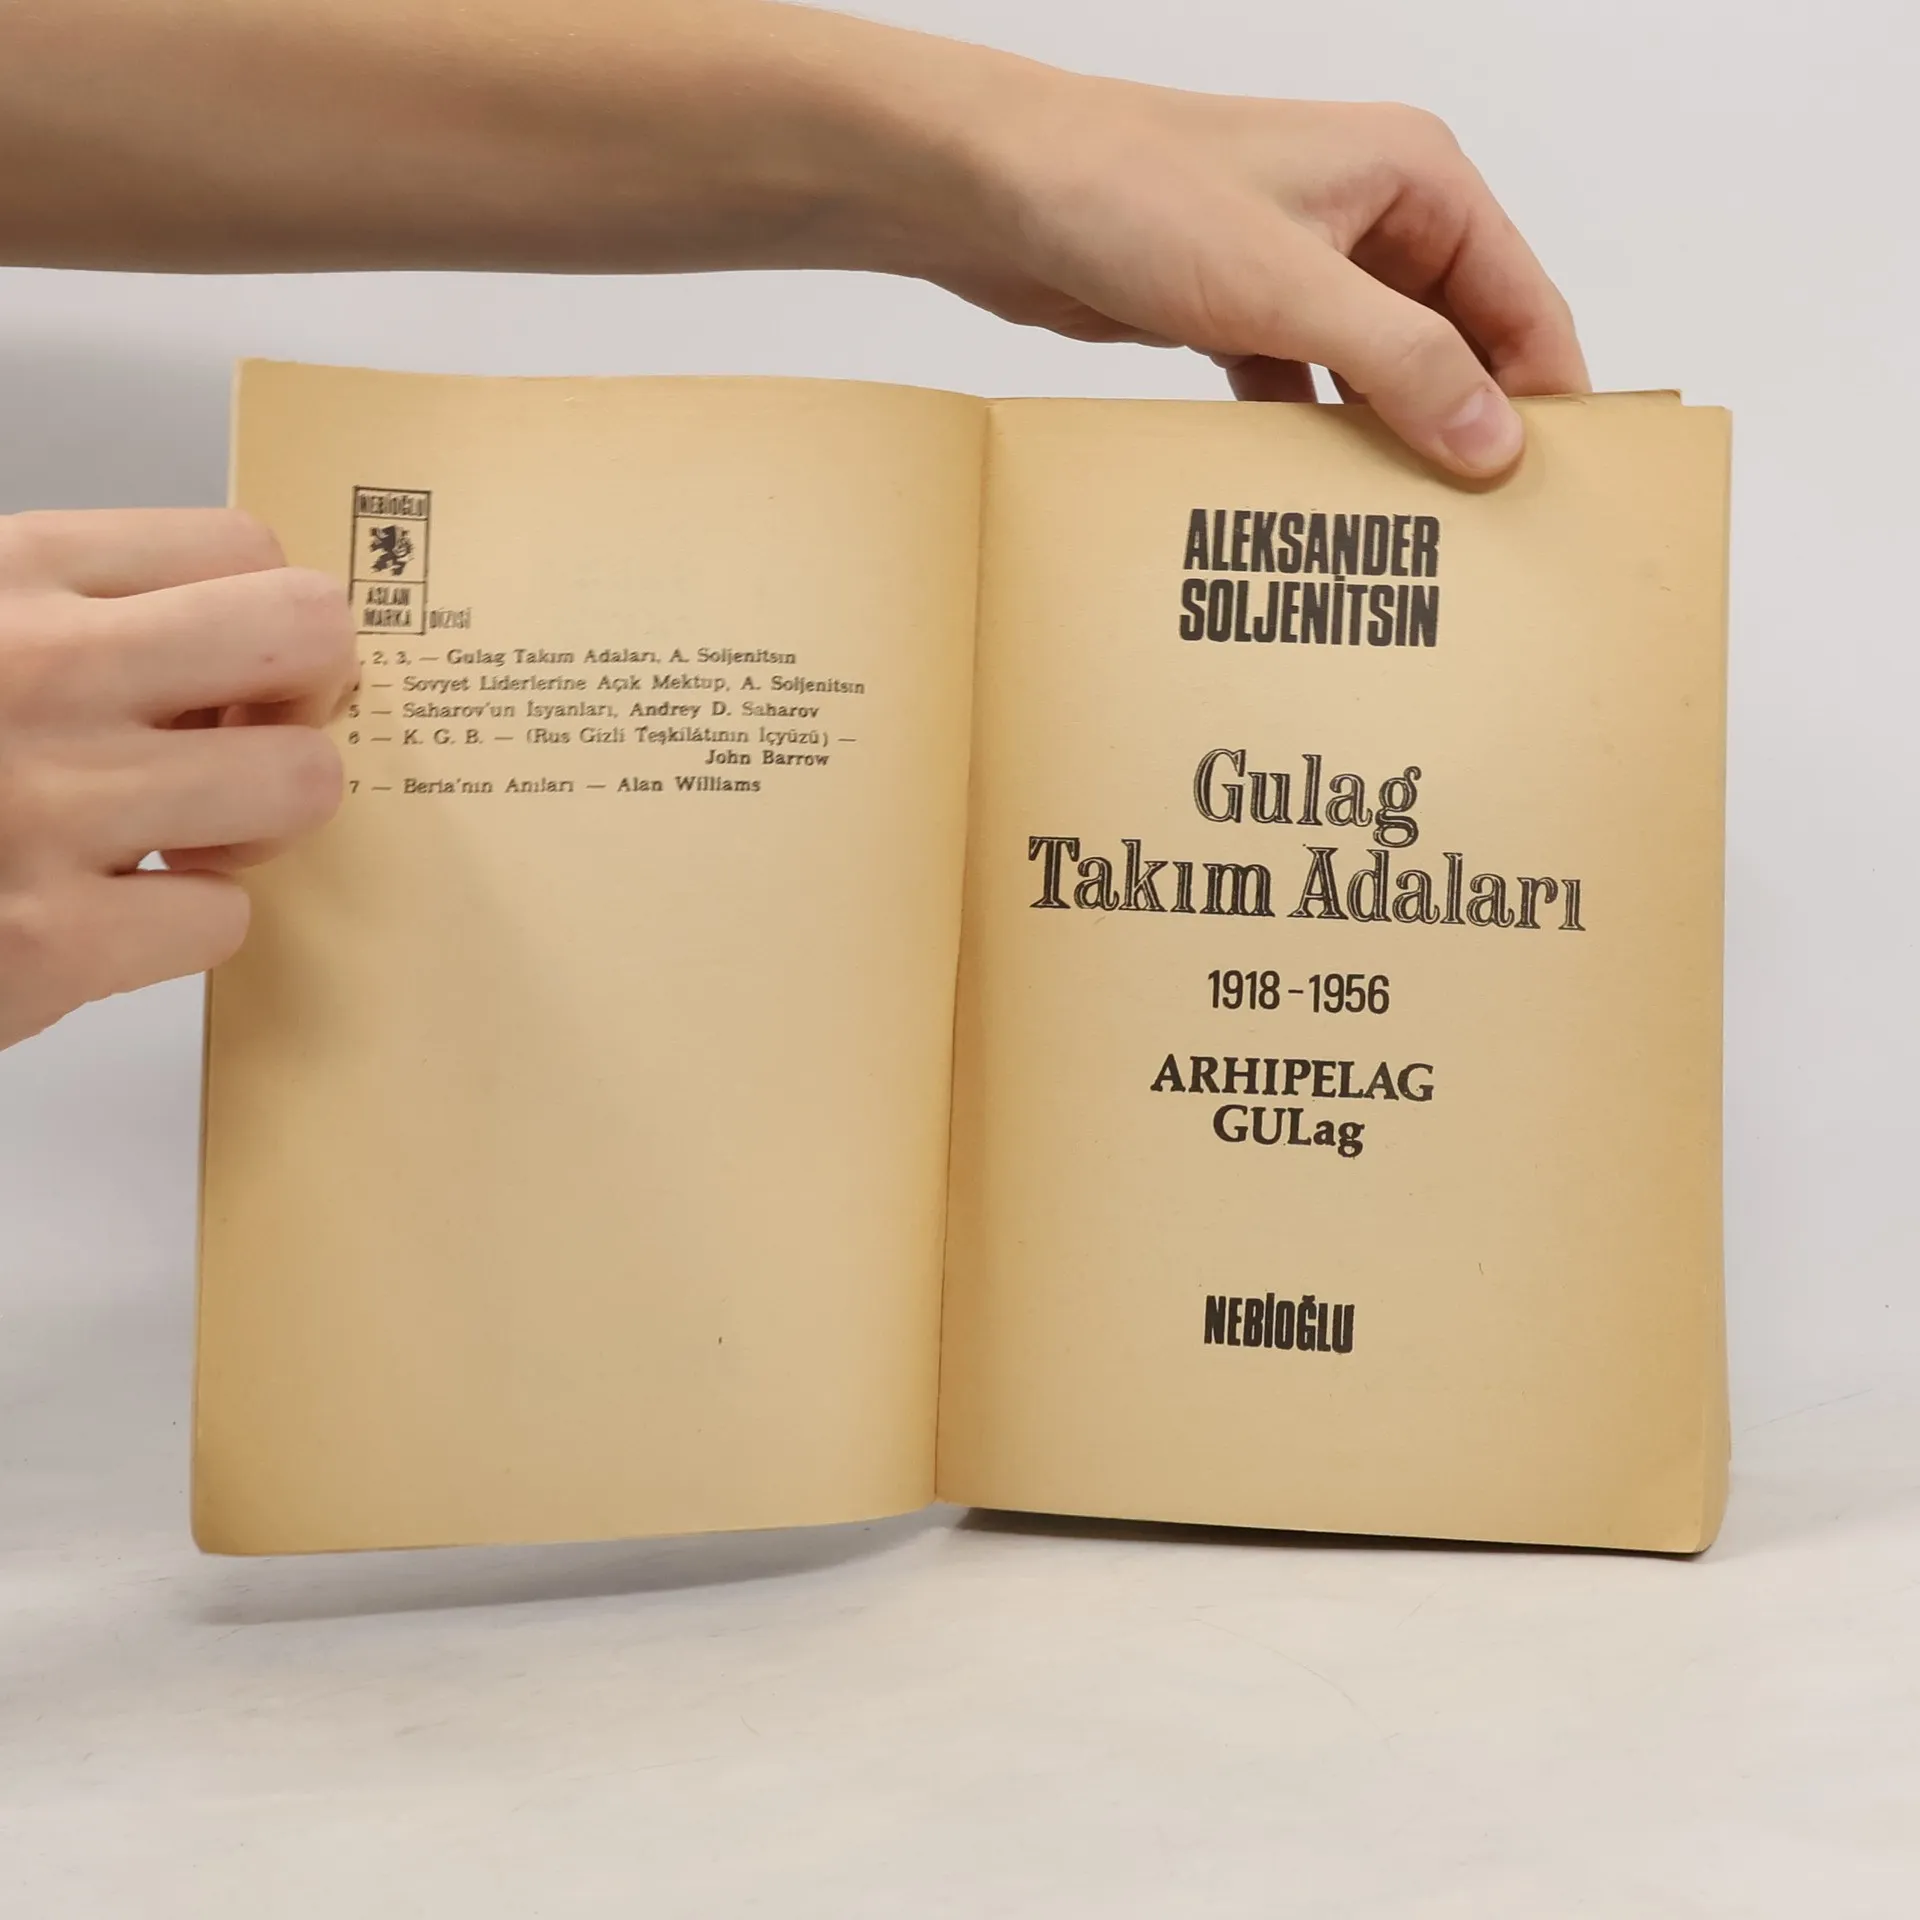 NEBİOĞLU
ASLAN
MARKA DİZİSİ
, 2, 3, — Gulag Takım Adaları, A. Soljenitsın
— Sovyet Liderlerine Açık Mektup, A. Soljenitsın
5 — Saharov'un İsyanları, Andrey D. Saharov
6 — K. G. B. — (Rus Gizli Teşkilâtının İçyüzü) —
John Barrow
7 — Beria'nın Anıları — Alan Williams
ALEKSANDER
SOLJENİTSIN
Gulag
Takım Adaları
1918-1956
ARHIPELAG
GULag
NEBİOĞLU